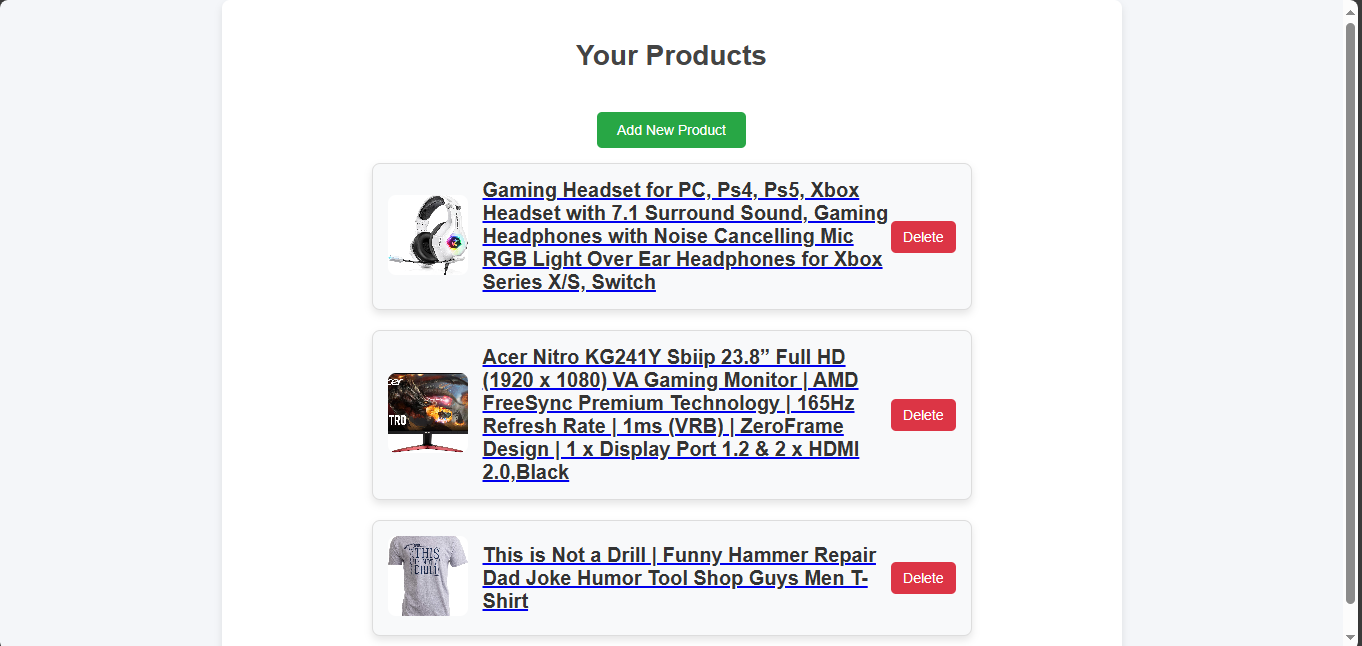 Your Products
Add New Product
Gaming Headset for PC, Ps4, Ps5, Xbox
Headset with 7.1 Surround Sound, Gaming
Headphones with Noise Cancelling Mic
RGB Light Over Ear Headphones for Xbox
Series X/S, Switch
Delete
cer
TRO
Acer Nitro KG241Y Sbiip 23.8” Full HD
(1920 x 1080) VA Gaming Monitor | AMD
FreeSync Premium Technology | 165Hz
Refresh Rate | 1ms (VRB) | ZeroFrame
Design | 1 x Display Port 1.2 & 2 x HDMI
2.0,Black
Delete
THIS
DRILL
This is Not a Drill | Funny Hammer Repair
Dad Joke Humor Tool Shop Guys Men T-
Shirt
Delete